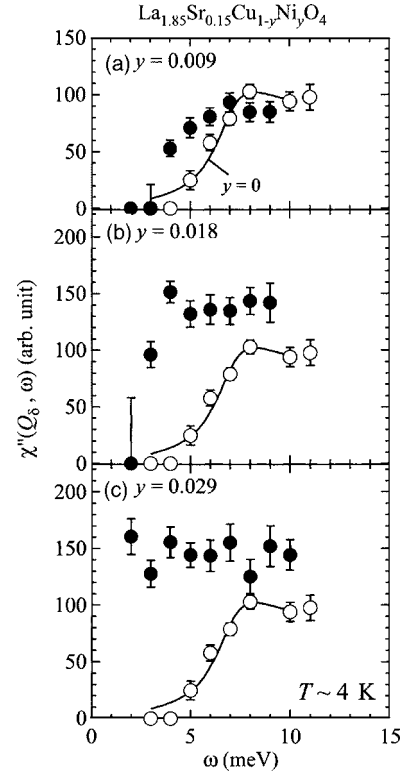 La1.85Sr0.15Cu1-yNiyO4
150
(a) y = 0.009
100
50
y=0
0
(b) y = 0.018
200
150
100
50
0
χ"(Qδ, ω) (arb. unit)
(c) y = 0.029
200
150
100
50
0
T ~ 4 K
0 5 10 15
ω (meV)